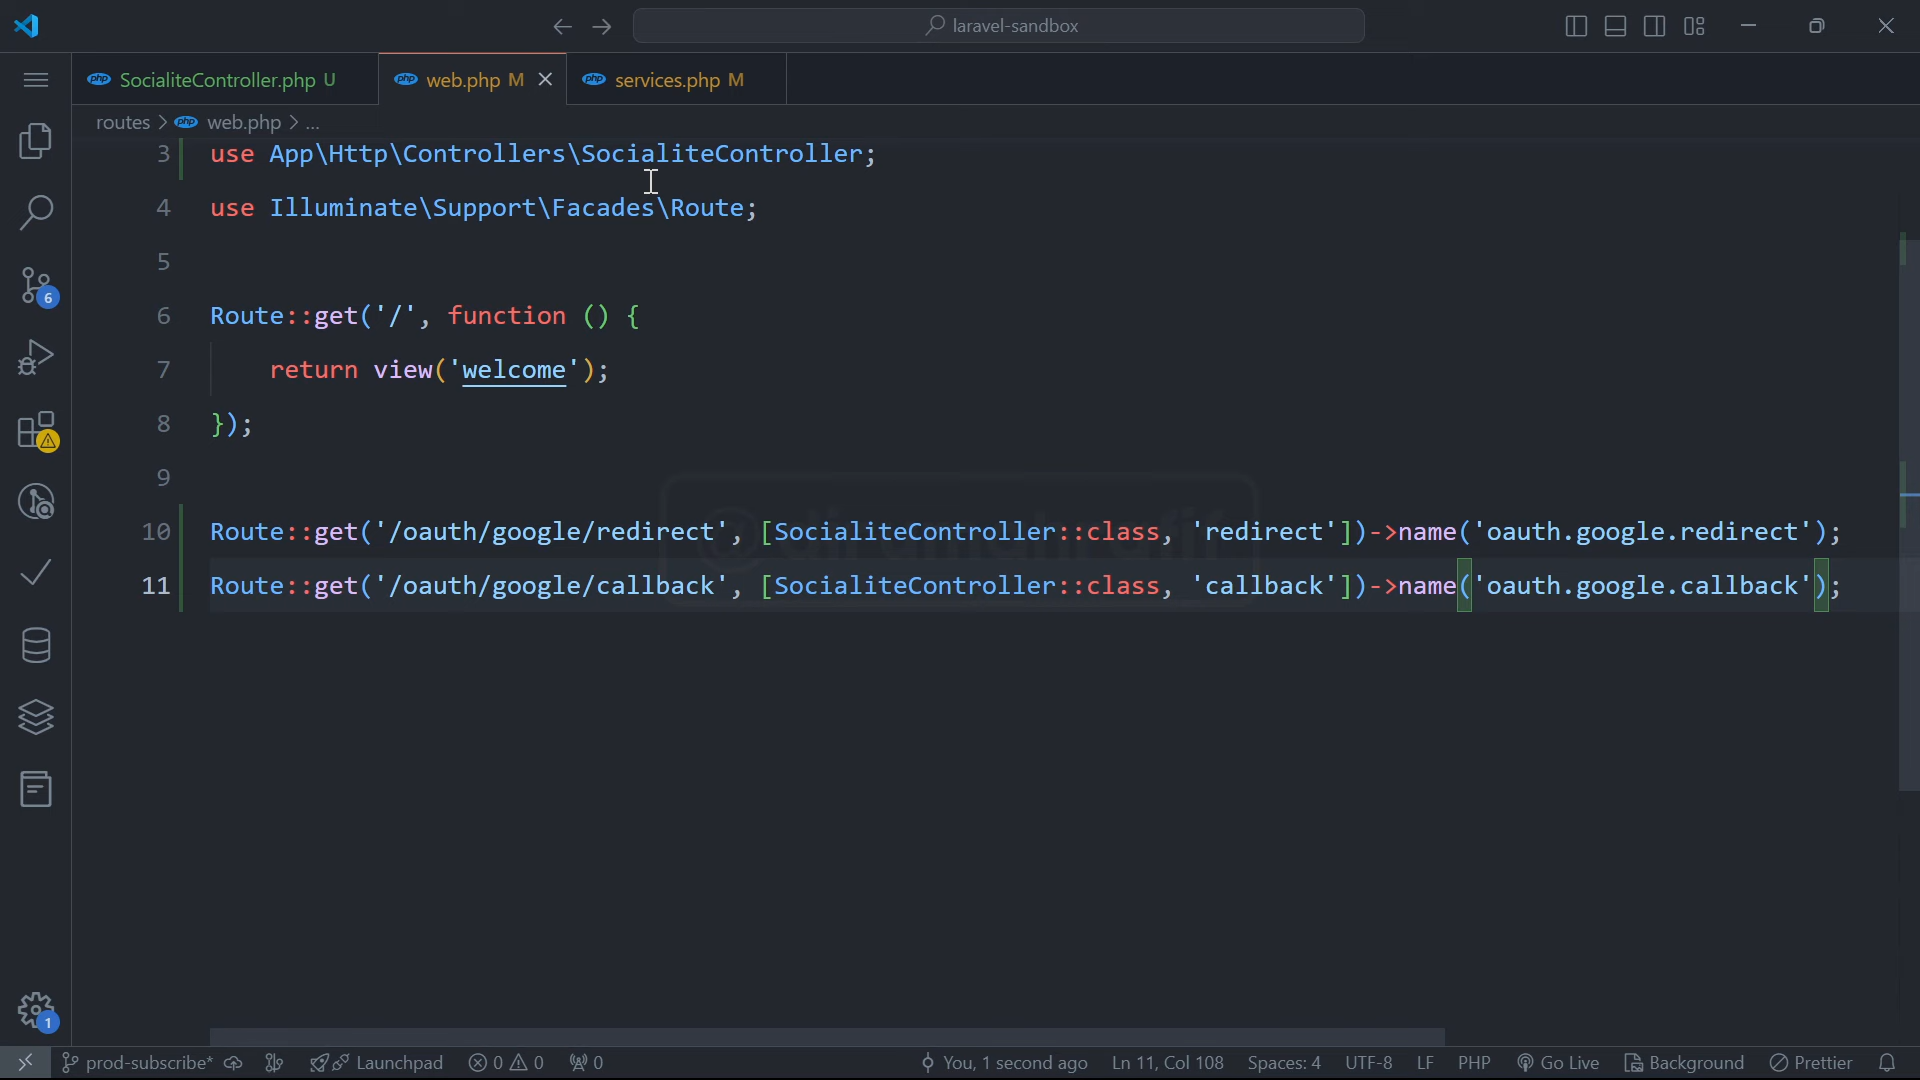 laravel-sandbox
php SocialiteController.php U
php web.php M
php services.php M
routes > php web.php > ...
3 use App\Http\Controllers\SocialiteController;
4 use Illuminate\Support\Facades\Route;
5
6 Route::get('/', function () {
7 return view('welcome');
8 });
9
10 Route::get('/oauth/google/redirect', [SocialiteController::class, 'redirect'])->name('oauth.google.redirect');
11 Route::get('/oauth/google/callback', [SocialiteController::class, 'callback'])->name('oauth.google.callback');
6
1
prod-subscribe* Launchpad 0 0 0 You, 1 second ago Ln 11, Col 108 Spaces: 4 UTF-8 LF PHP Go Live Background Prettier